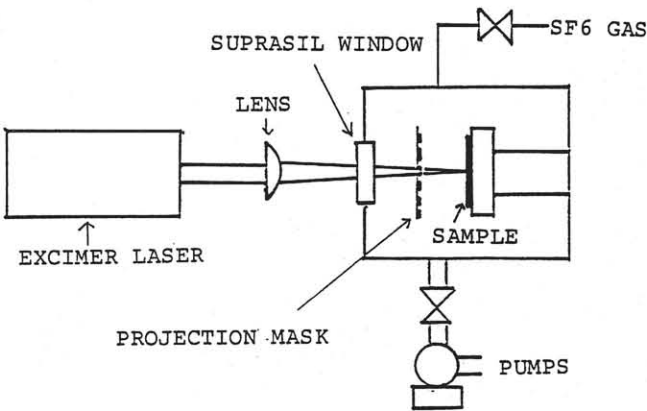 SF6 GAS
SUPRASIL WINDOW
LENS
SAMPLE
EXCIMER LASER
PROJECTION MASK
PUMPS